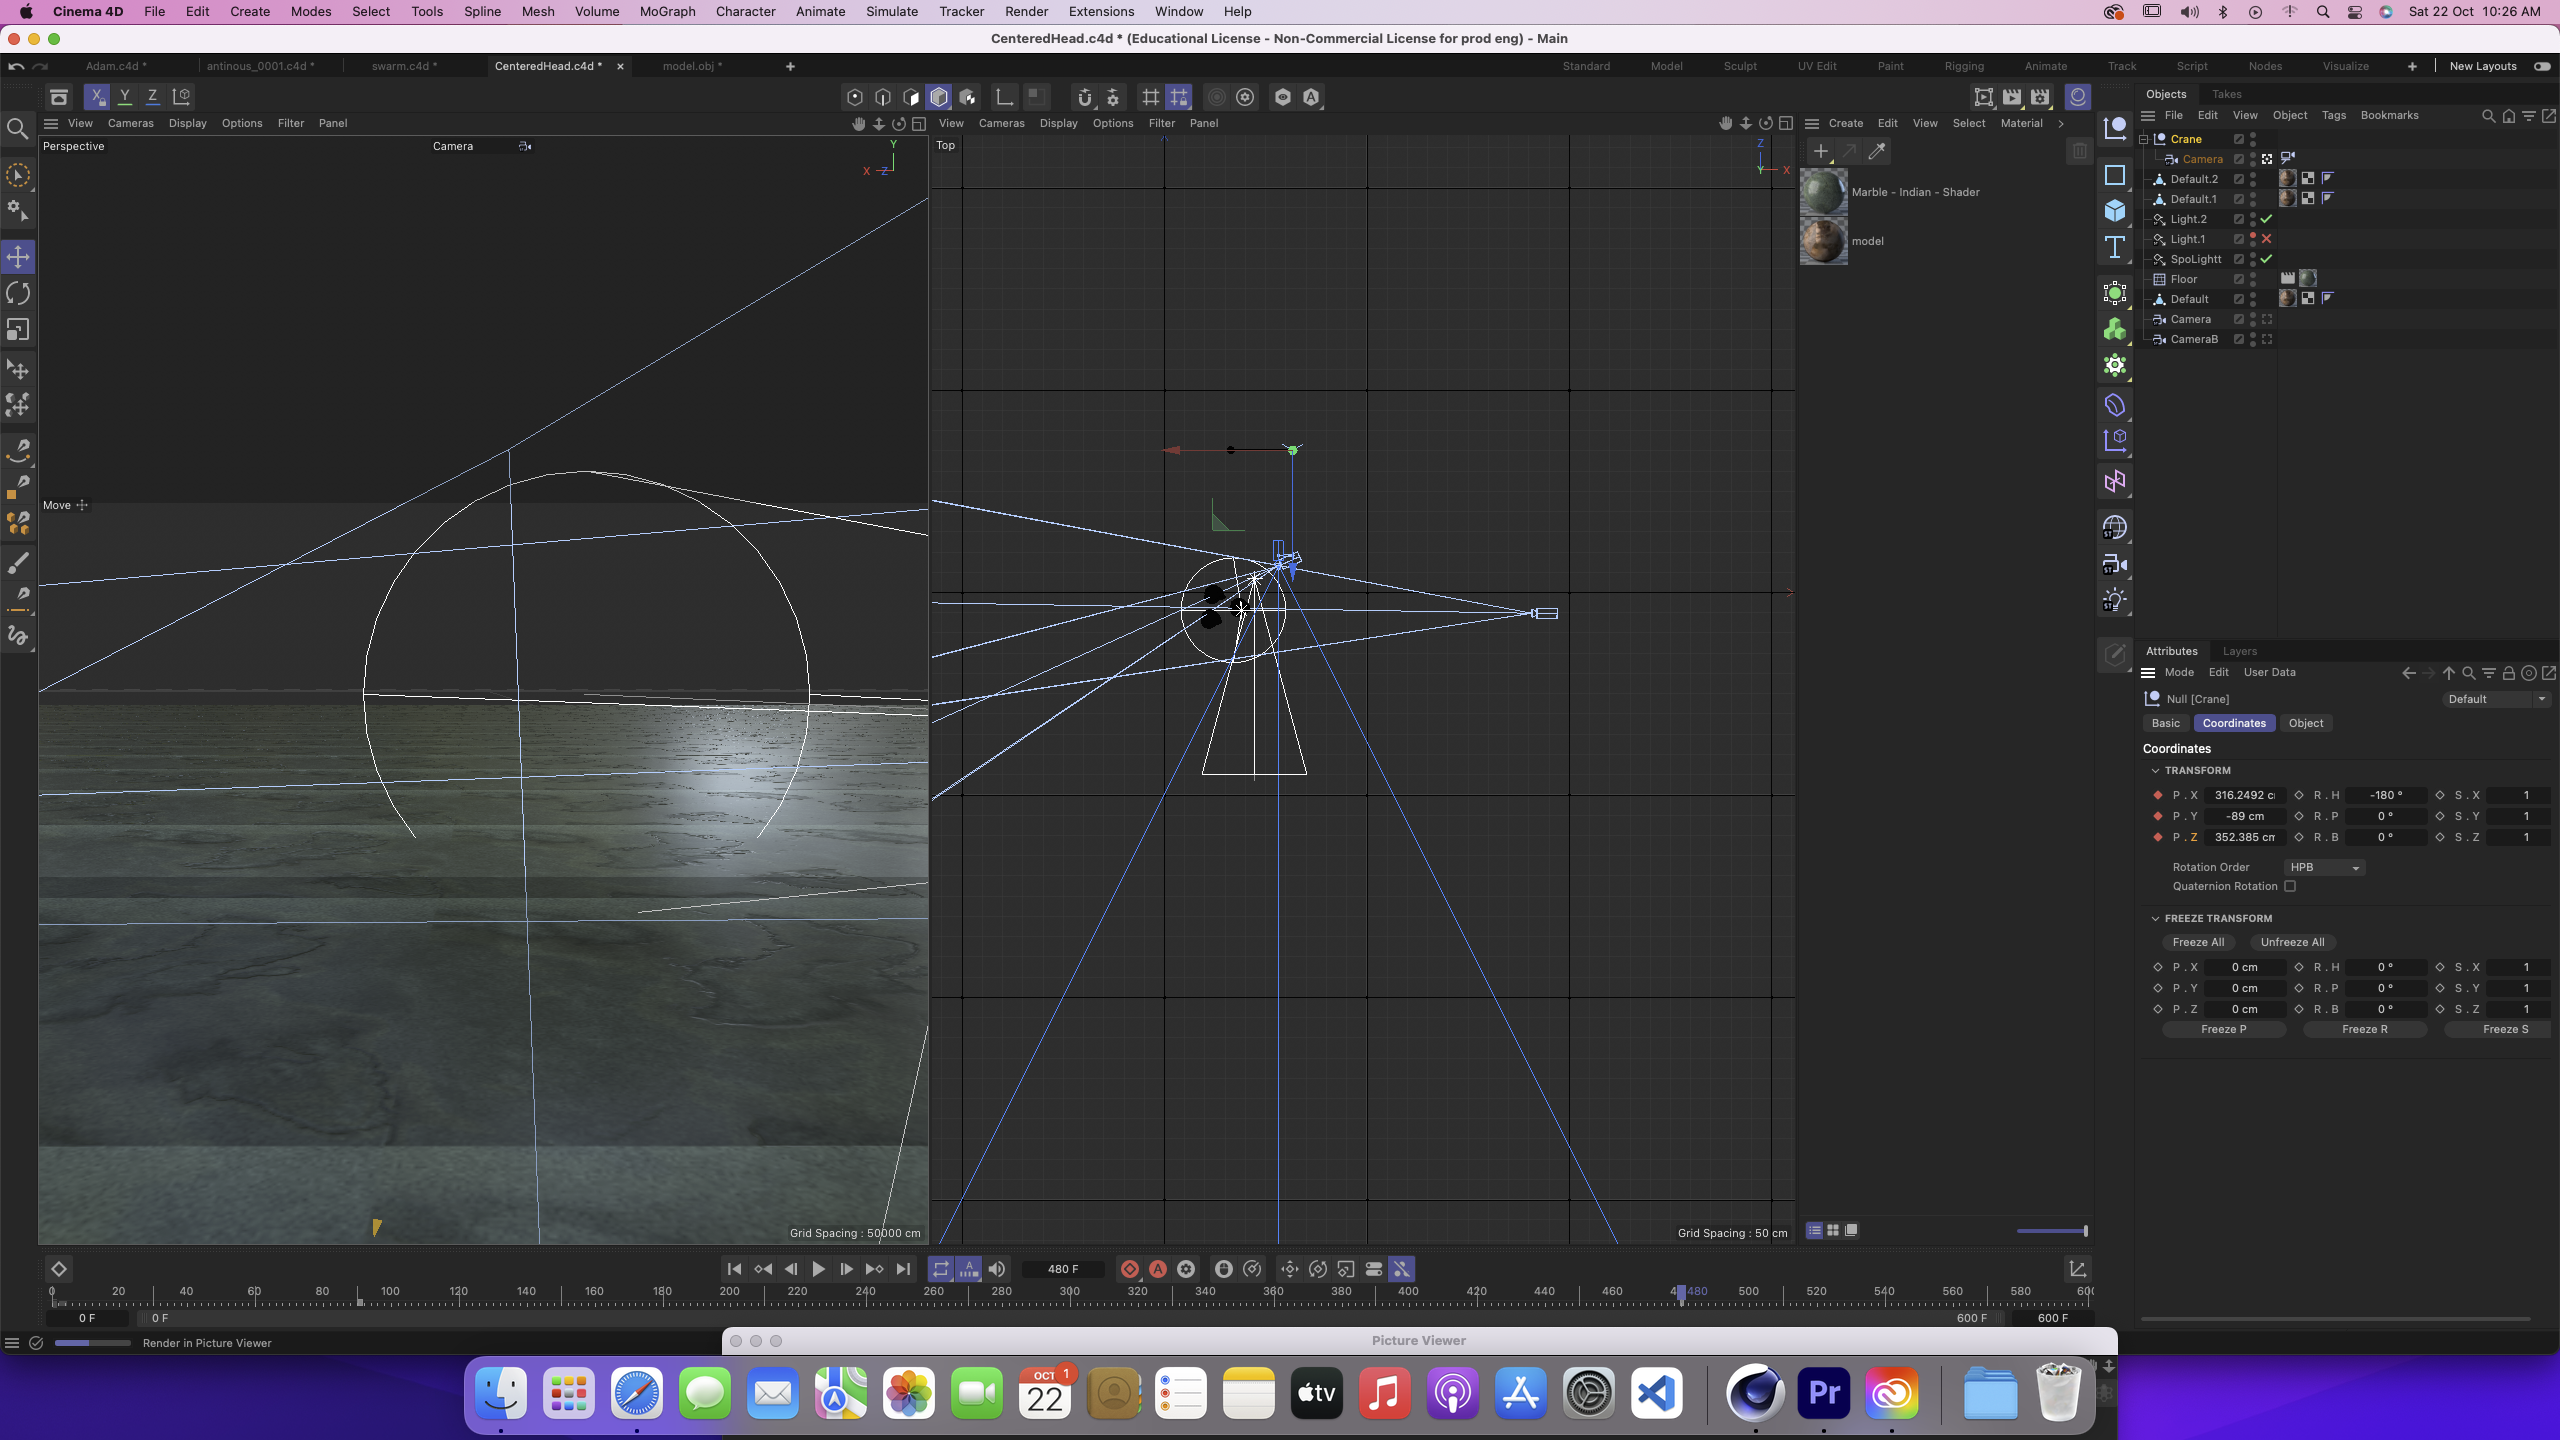 Cinema 4D File Edit Create Modes Select Tools Spline Mesh Volume MoGraph Character Animate Simulate Tracker Render Extensions Window Help Sat 22 Oct 10:26 AM
CenteredHead.c4d * (Educational License - Non-Commercial License for prod eng) - Main
Adam.c4d * antinous_0001.c4d * swarm.c4d * CenteredHead.c4d * model.obj * Standard Model Sculpt UV Edit Paint Rigging Animate Track Script Nodes Visualize New Layouts
X Y Z
View Cameras Display Options Filter Panel
Perspective Camera
Y
X Z
Move
Grid Spacing : 50000 cm
View Cameras Display Options Filter Panel
Top
Z
Y X
Grid Spacing : 50 cm
Create Edit View Select Material
Marble - Indian - Shader
model
Objects Takes
File Edit View Object Tags Bookmarks
Crane
Camera
Default.2
Default.1
Light.2
Light.1
SpoLightt
Floor
Default
Camera
CameraB
Attributes Layers
Mode Edit User Data
Null [Crane] Default
Basic Coordinates Object
Coordinates
TRANSFORM
P . X 316.2492 c R . H -180 ° S . X 1
P . Y -89 cm R . P 0 ° S . Y 1
P . Z 352.385 cm R . B 0 ° S . Z 1
Rotation Order HPB
Quaternion Rotation
FREEZE TRANSFORM
Freeze All Unfreeze All
P . X 0 cm R . H 0 ° S . X 1
P . Y 0 cm R . P 0 ° S . Y 1
P . Z 0 cm R . B 0 ° S . Z 1
Freeze P Freeze R Freeze S
480 F
0 20 40 60 80 100 120 140 160 180 200 220 240 260 280 300 320 340 360 380 400 420 440 460 480 500 520 540 560 580 600
0 F 0 F 600 F 600 F
Render in Picture Viewer
Picture Viewer
OCT 1
22
tv
Pr